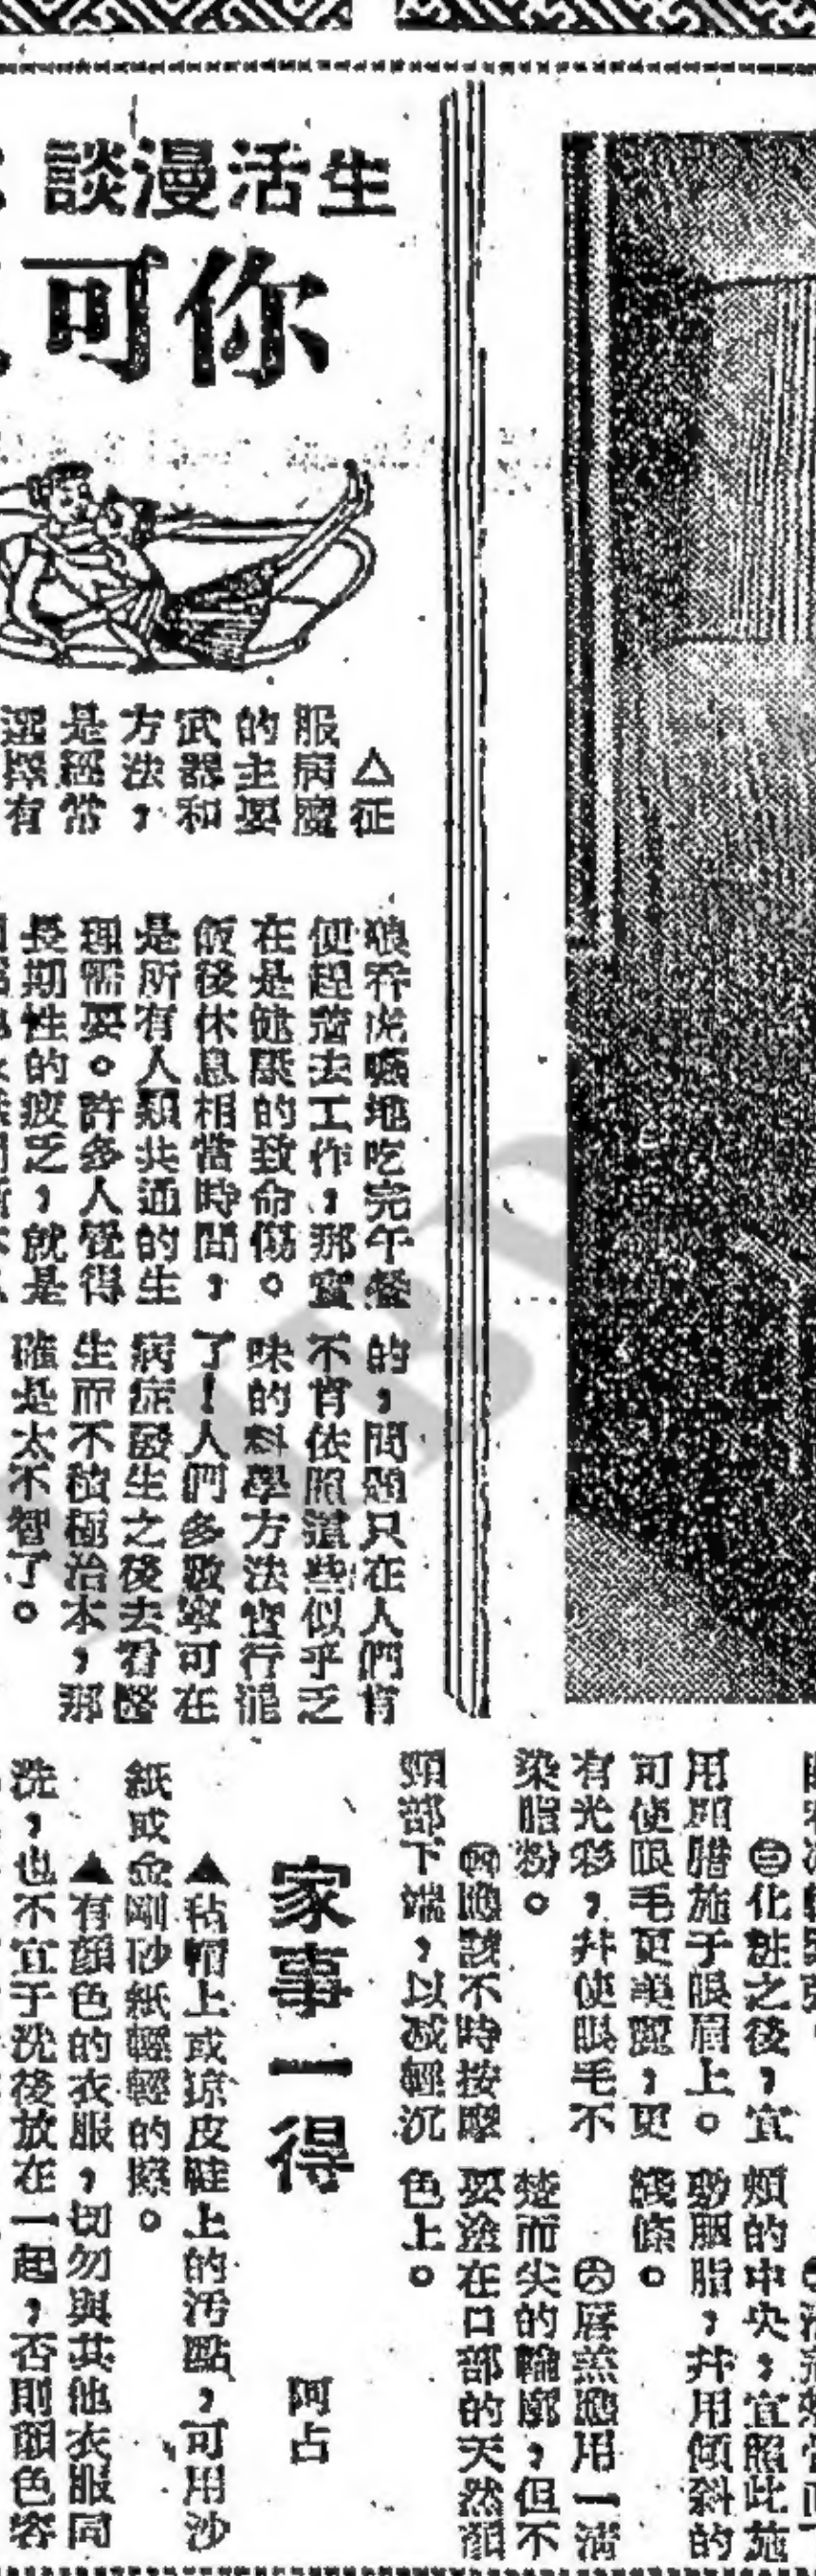 生活漫談
你可
△征
服病魔
的主要
武器和
方法，
是經常
選擇有
狼吞虎嚥地吃完午餐
便趕着去工作，那實
在是健康的致命傷。
飯後休息相當時間，
是所有人類共通的生
理需要。許多人覺得
長期性的疲乏，就是
的，問題只在人們肯
不肯依照這些似乎乏
味的科學方法實行罷
了！人們多數寧可在
病症發生之後去看醫
生而不積極治本，那
確是太不智了。
㊂化粧之後，宜
用眼腊施于眼眉上。
可使眼毛更美麗，更
有光彩，并使眼毛不
染脂粉。
㊃應該不時按摩
頰部下端，以減輕沉
頰的中央，宜照此施
敷胭脂，并用傾斜的
綫條。
㊅唇羔應用一清
楚而尖的輪廓，但不
要塗在口部的天然顏
色上。
家事一得
阿占
▲毡帽上或凉皮鞋上的污點，可用沙
紙或金剛砂紙輕輕的擦。
▲有顏色的衣服，切勿與其他衣服同
洗，也不宜于洗後放在一起，否則顏色容